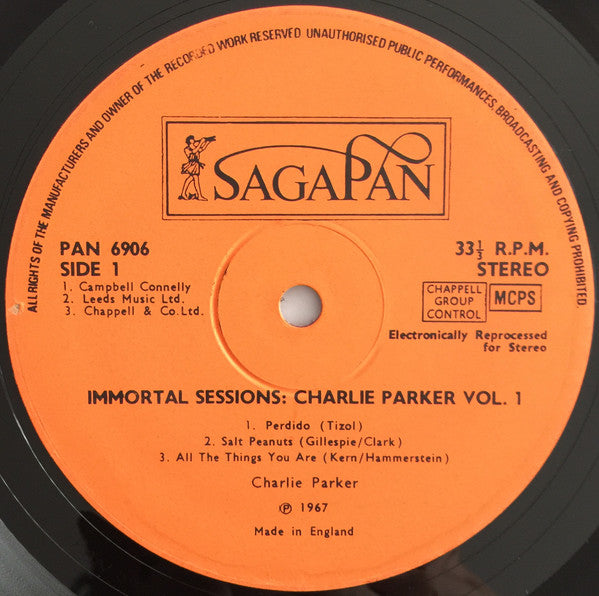 ALL RIGHTS OF THE MANUFACTURERS AND OWNER OF THE RECORDED WORK RESERVED UNAUTHORISED PUBLIC PERFORMANCES, BROADCASTING AND COPYING PROHIBITED.
SAGAPAN
PAN 6906
SIDE 1
1. Campbell Connelly
2. Leeds Music Ltd.
3. Chappell & Co. Ltd.
33⅓ R.P.M.
STEREO
CHAPPELL
GROUP
CONTROL
MCPS
Electronically Reprocessed
for Stereo
IMMORTAL SESSIONS: CHARLIE PARKER VOL. 1
1. Perdido (Tizol)
2. Salt Peanuts (Gillespie/Clark)
3. All The Things You Are (Kern/Hammerstein)
Charlie Parker
℗ 1967
Made in England